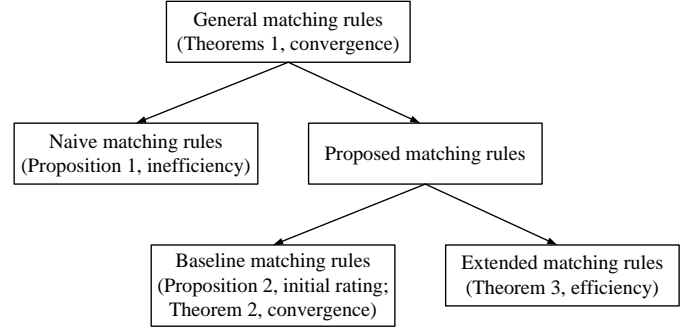 General matching rules
(Theorems 1, convergence)
Naive matching rules
(Proposition 1, inefficiency)
Proposed matching rules
Baseline matching rules
(Proposition 2, initial rating;
Theorem 2, convergence)
Extended matching rules
(Theorem 3, efficiency)